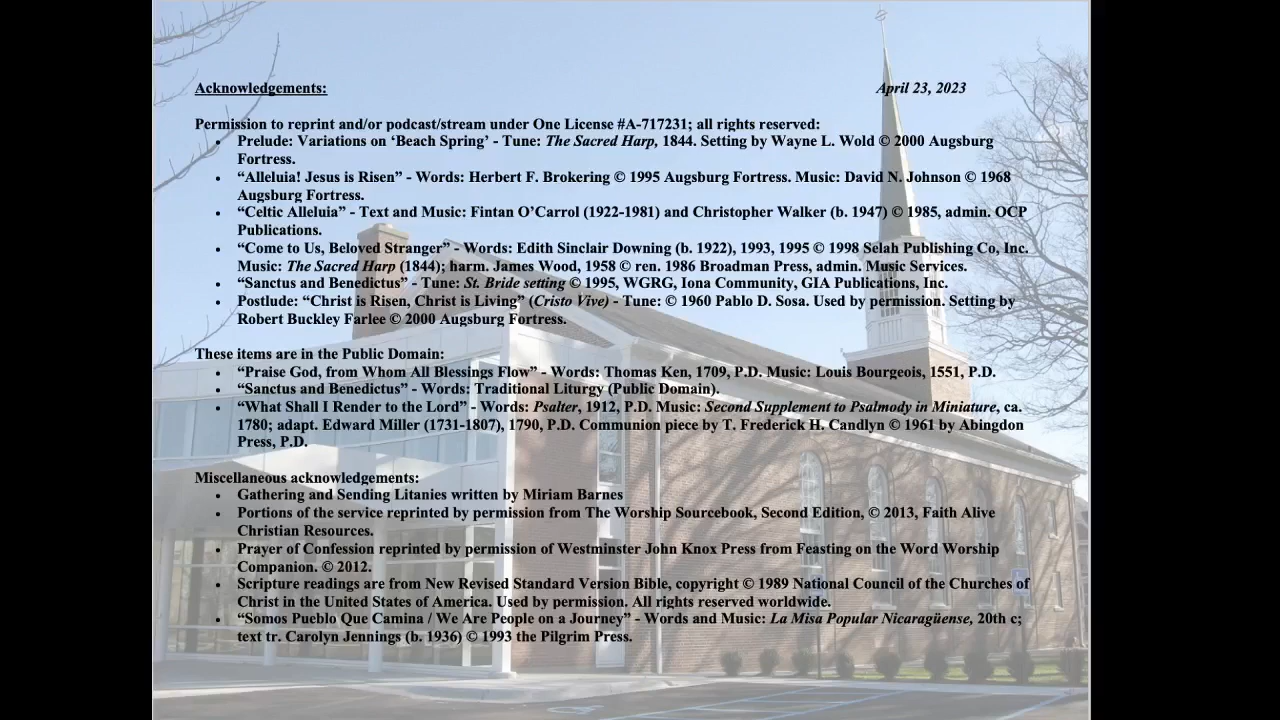 Acknowledgements: April 23, 2023
Permission to reprint and/or podcast/stream under One License #A-717231; all rights reserved:
• Prelude: Variations on ‘Beach Spring’ - Tune: The Sacred Harp, 1844. Setting by Wayne L. Wold © 2000 Augsburg
Fortress.
• “Alleluia! Jesus is Risen” - Words: Herbert F. Brokering © 1995 Augsburg Fortress. Music: David N. Johnson © 1968
Augsburg Fortress.
• “Celtic Alleluia” - Text and Music: Fintan O’Carrol (1922-1981) and Christopher Walker (b. 1947) © 1985, admin. OCP
Publications.
• “Come to Us, Beloved Stranger” - Words: Edith Sinclair Downing (b. 1922), 1993, 1995 © 1998 Selah Publishing Co, Inc.
Music: The Sacred Harp (1844); harm. James Wood, 1958 © ren. 1986 Broadman Press, admin. Music Services.
• “Sanctus and Benedictus” - Tune: St. Bride setting © 1995, WGRG, Iona Community, GIA Publications, Inc.
• Postlude: “Christ is Risen, Christ is Living” (Cristo Vive) - Tune: © 1960 Pablo D. Sosa. Used by permission. Setting by
Robert Buckley Farlee © 2000 Augsburg Fortress.
These items are in the Public Domain:
• “Praise God, from Whom All Blessings Flow” - Words: Thomas Ken, 1709, P.D. Music: Louis Bourgeois, 1551, P.D.
• “Sanctus and Benedictus” - Words: Traditional Liturgy (Public Domain).
• “What Shall I Render to the Lord” - Words: Psalter, 1912, P.D. Music: Second Supplement to Psalmody in Miniature, ca.
1780; adapt. Edward Miller (1731-1807), 1790, P.D. Communion piece by T. Frederick H. Candlyn © 1961 by Abingdon
Press, P.D.
Miscellaneous acknowledgements:
• Gathering and Sending Litanies written by Miriam Barnes
• Portions of the service reprinted by permission from The Worship Sourcebook, Second Edition, © 2013, Faith Alive
Christian Resources.
• Prayer of Confession reprinted by permission of Westminster John Knox Press from Feasting on the Word Worship
Companion. © 2012.
• Scripture readings are from New Revised Standard Version Bible, copyright © 1989 National Council of the Churches of
Christ in the United States of America. Used by permission. All rights reserved worldwide.
• “Somos Pueblo Que Camina / We Are People on a Journey” - Words and Music: La Misa Popular Nicaragüense, 20th c;
text tr. Carolyn Jennings (b. 1936) © 1993 the Pilgrim Press.